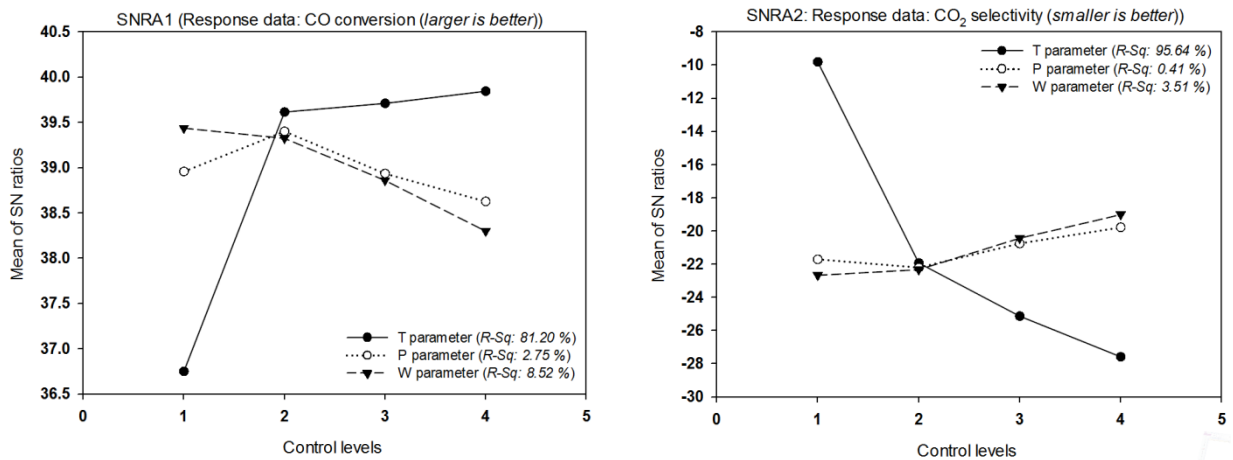 SNRA1 (Response data: CO conversion (larger is better))
40.5
40.0
39.5
39.0
38.5
38.0
37.5
37.0
36.5
Mean of SN ratios
T parameter (R-Sq: 81.20 %)
P parameter (R-Sq: 2.75 %)
W parameter (R-Sq: 8.52 %)
0 1 2 3 4 5
Control levels
SNRA2: Response data: CO₂ selectivity (smaller is better))
-8
-10
-12
-14
-16
-18
-20
-22
-24
-26
-28
-30
Mean of SN ratios
T parameter (R-Sq: 95.64 %)
P parameter (R-Sq: 0.41 %)
W parameter (R-Sq: 3.51 %)
0 1 2 3 4 5
Control levels